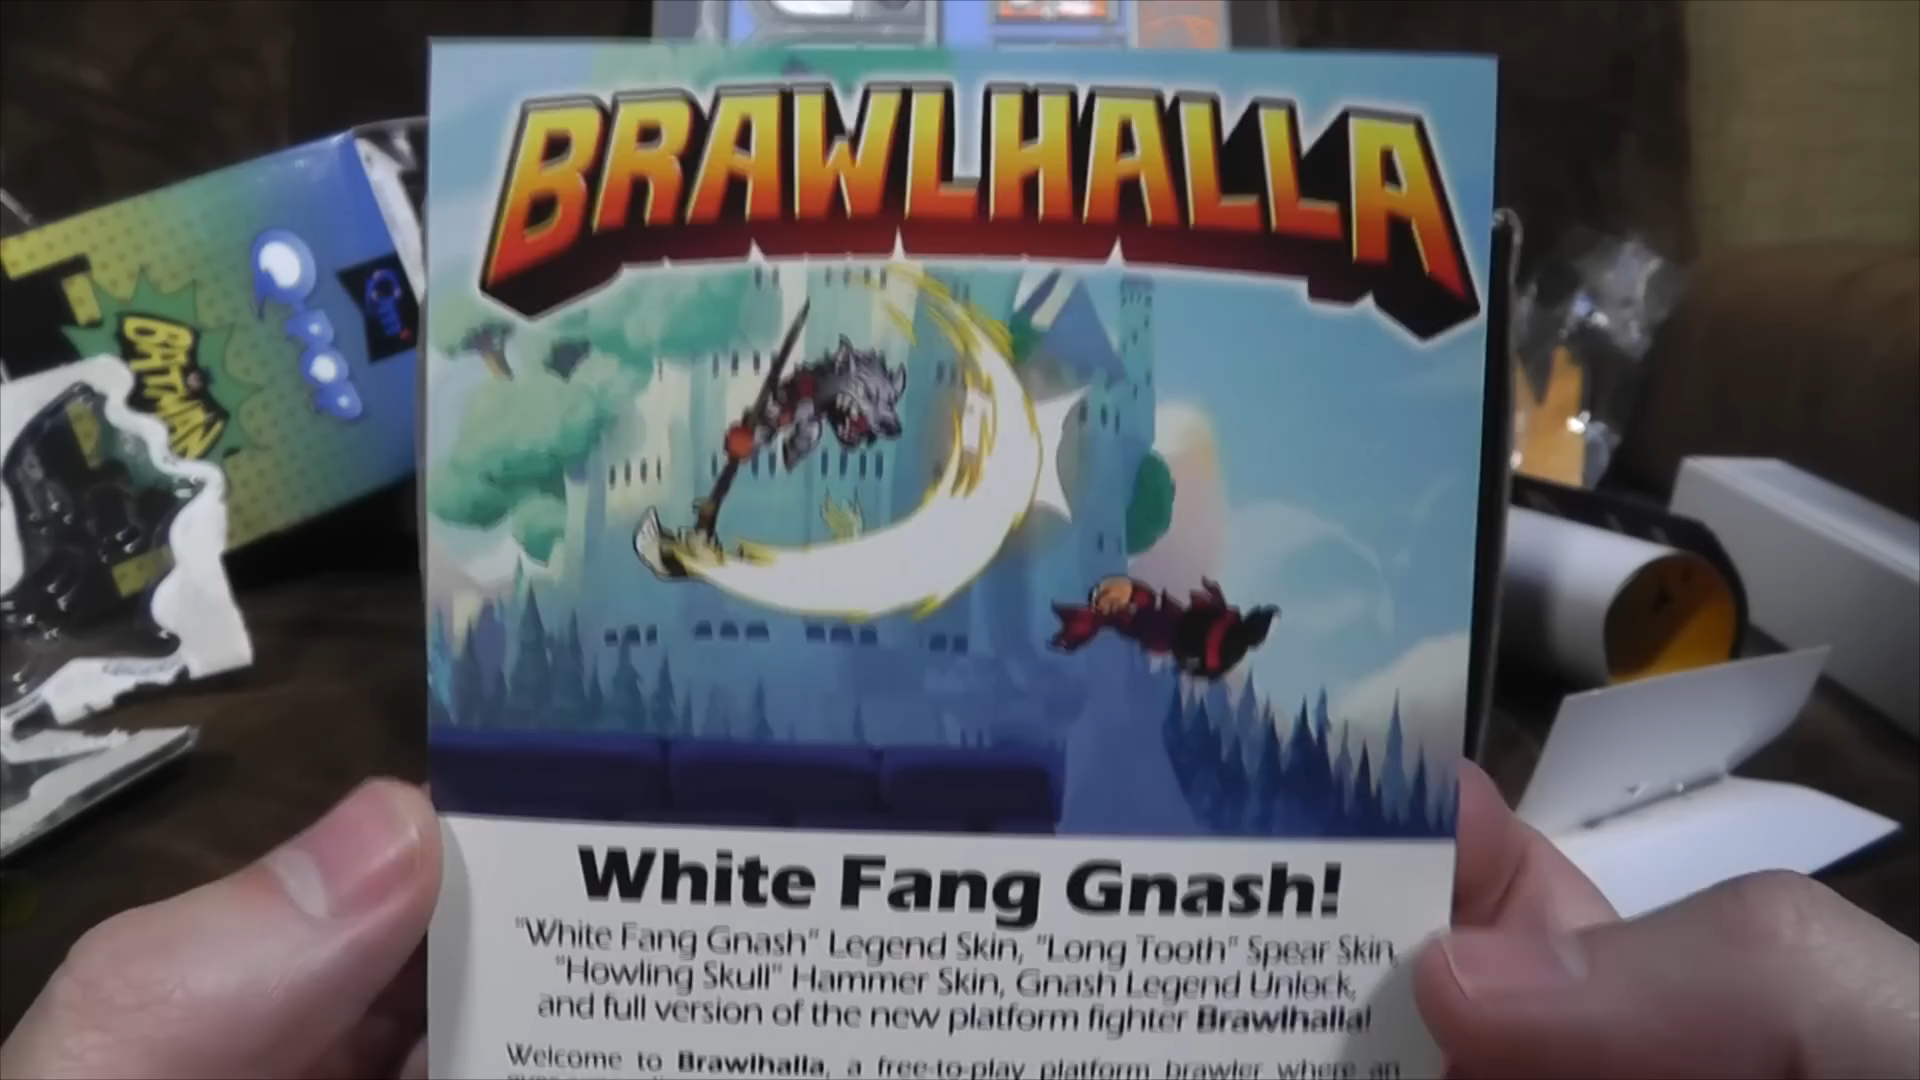 BRAWLHALLA
BATMAN
POP
White Fang Gnash!
"White Fang Gnash" Legend Skin, "Long Tooth" Spear Skin,
"Howling Skull" Hammer Skin, Gnash Legend Unlock,
and full version of the new platform fighter Brawlhalla!
Welcome to Brawlhalla, a free-to-play platform brawler where an